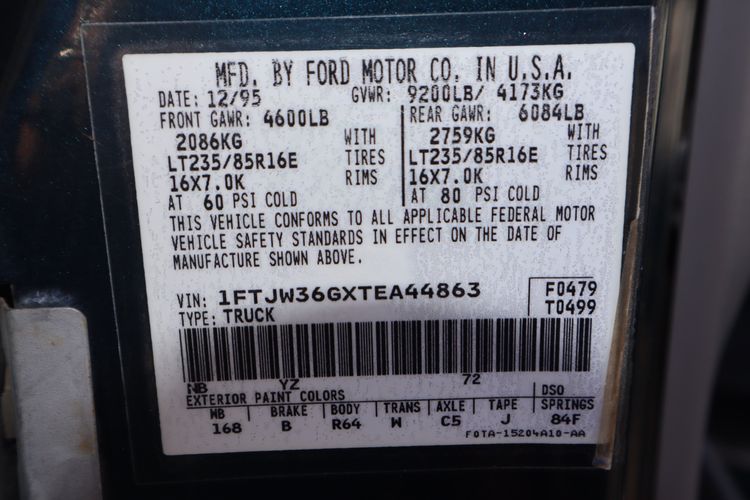 MFD. BY FORD MOTOR CO. IN U.S.A.
DATE: 12/95 GVWR: 9200LB/ 4173KG
FRONT GAWR: 4600LB REAR GAWR: 6084LB
2086KG WITH 2759KG WITH
LT235/85R16E TIRES LT235/85R16E TIRES
16X7.0K RIMS 16X7.0K RIMS
AT 60 PSI COLD AT 80 PSI COLD
THIS VEHICLE CONFORMS TO ALL APPLICABLE FEDERAL MOTOR
VEHICLE SAFETY STANDARDS IN EFFECT ON THE DATE OF
MANUFACTURE SHOWN ABOVE.
VIN: 1FTJW36GXTEA44863 F0479
TYPE: TRUCK T0499
NB YZ 72
EXTERIOR PAINT COLORS DSO
WB BRAKE BODY TRANS AXLE TAPE SPRINGS
168 B R64 W C5 J 84F
F0TA-15204A10-AA